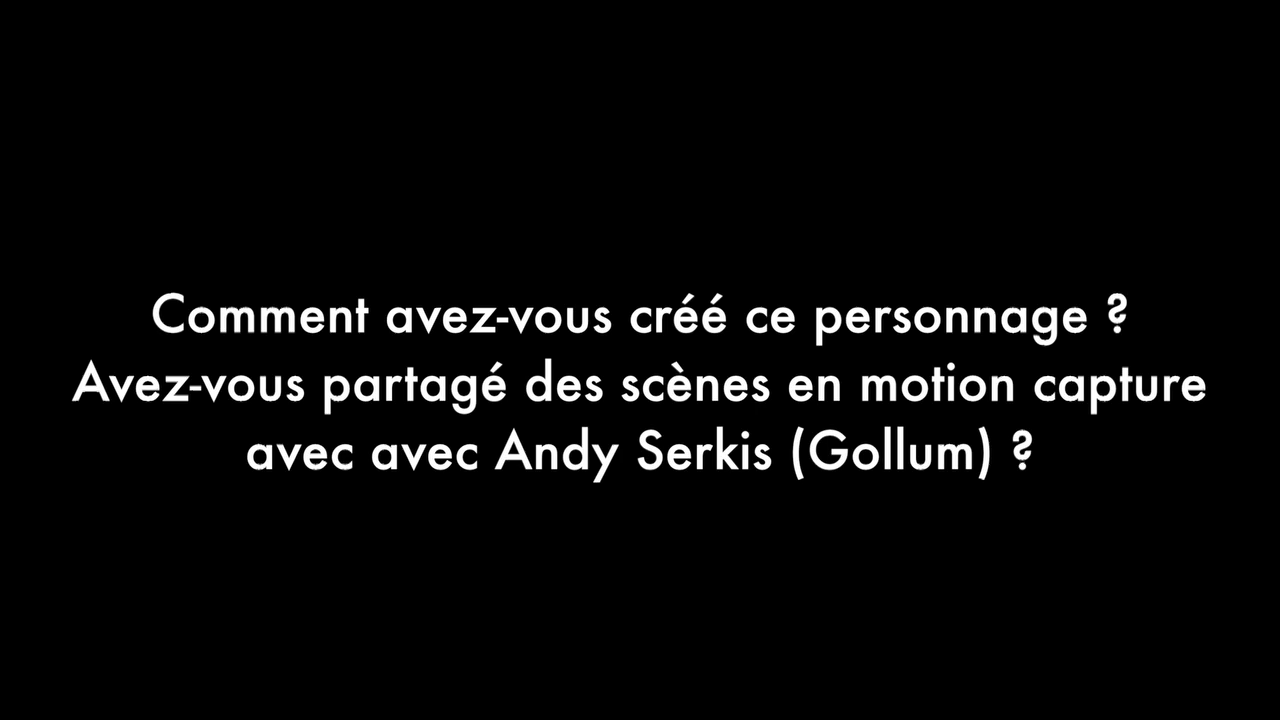 Comment avez-vous créé ce personnage ?
Avez-vous partagé des scènes en motion capture
avec avec Andy Serkis (Gollum) ?